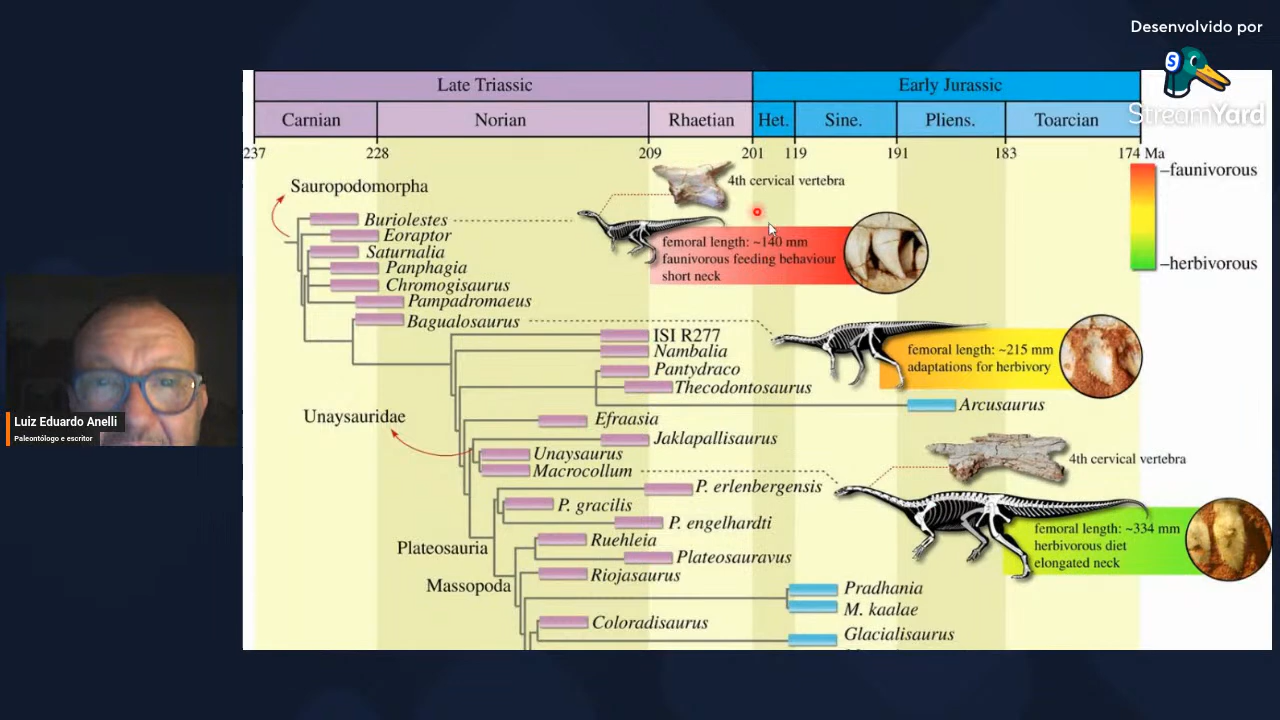 Desenvolvido por
S
StreamYard
Late Triassic
Early Jurassic
Carnian
Norian
Rhaetian
Het.
Sine.
Pliens.
Toarcian
237
228
209
201
119
191
183
174 Ma
Sauropodomorpha
4th cervical vertebra
–faunivorous
–herbivorous
Buriolestes
Eoraptor
Saturnalia
Panphagia
Chromogisaurus
Pampadromaeus
Bagualosaurus
femoral length: ~140 mm
faunivorous feeding behaviour
short neck
ISI R277
Nambalia
Pantydraco
Thecodontosaurus
femoral length: ~215 mm
adaptations for herbivory
Arcusaurus
Unaysauridae
Efraasia
Jaklapallisaurus
Unaysaurus
Macrocollum
4th cervical vertebra
P. erlenbergensis
P. gracilis
P. engelhardti
femoral length: ~334 mm
herbivorous diet
elongated neck
Plateosauria
Ruehleia
Plateosauravus
Massopoda
Riojasaurus
Pradhania
M. kaalae
Coloradisaurus
Glacialisaurus
Luiz Eduardo Anelli
Paleontólogo e escritor